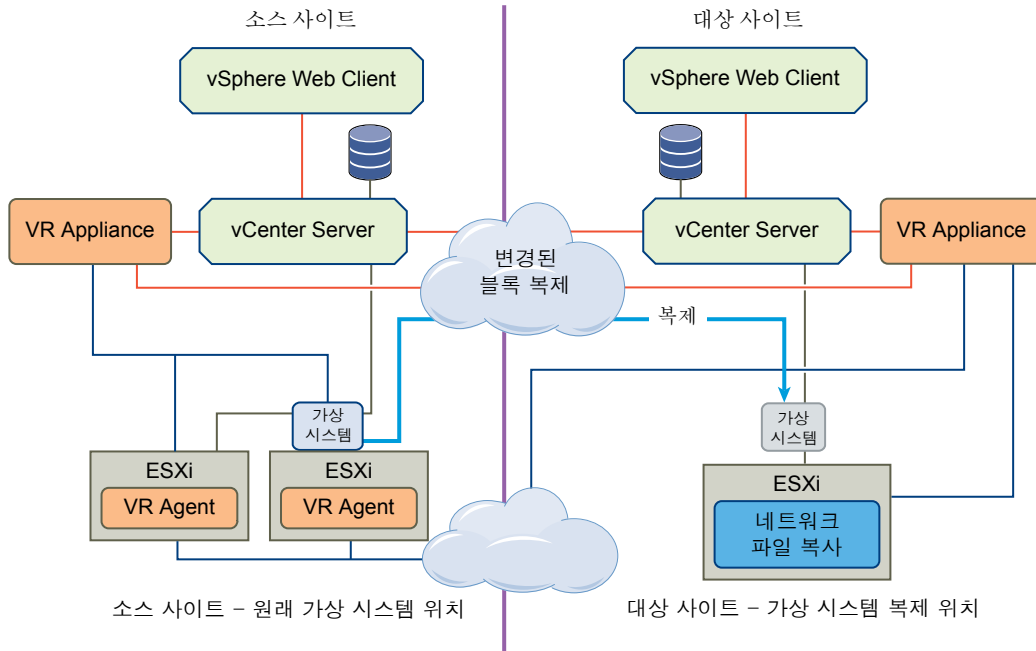 소스 사이트
대상 사이트
vSphere Web Client
vSphere Web Client
VR Appliance
vCenter Server
vCenter Server
VR Appliance
변경된
블록 복제
복제
가상
시스템
가상
시스템
ESXi
VR Agent
ESXi
VR Agent
ESXi
네트워크
파일 복사
소스 사이트 – 원래 가상 시스템 위치
대상 사이트 – 가상 시스템 복제 위치